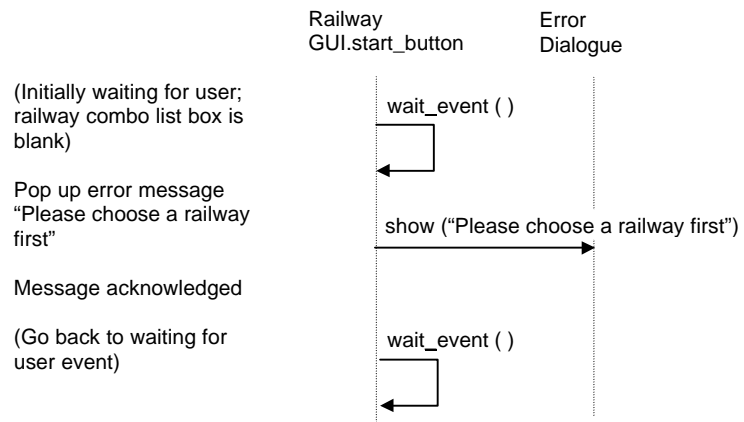 Railway
GUI.start_button
Error
Dialogue
(Initially waiting for user;
railway combo list box is
blank)
wait_event ( )
Pop up error message
“Please choose a railway
first”
show (“Please choose a railway first”)
Message acknowledged
(Go back to waiting for
user event)
wait_event ( )